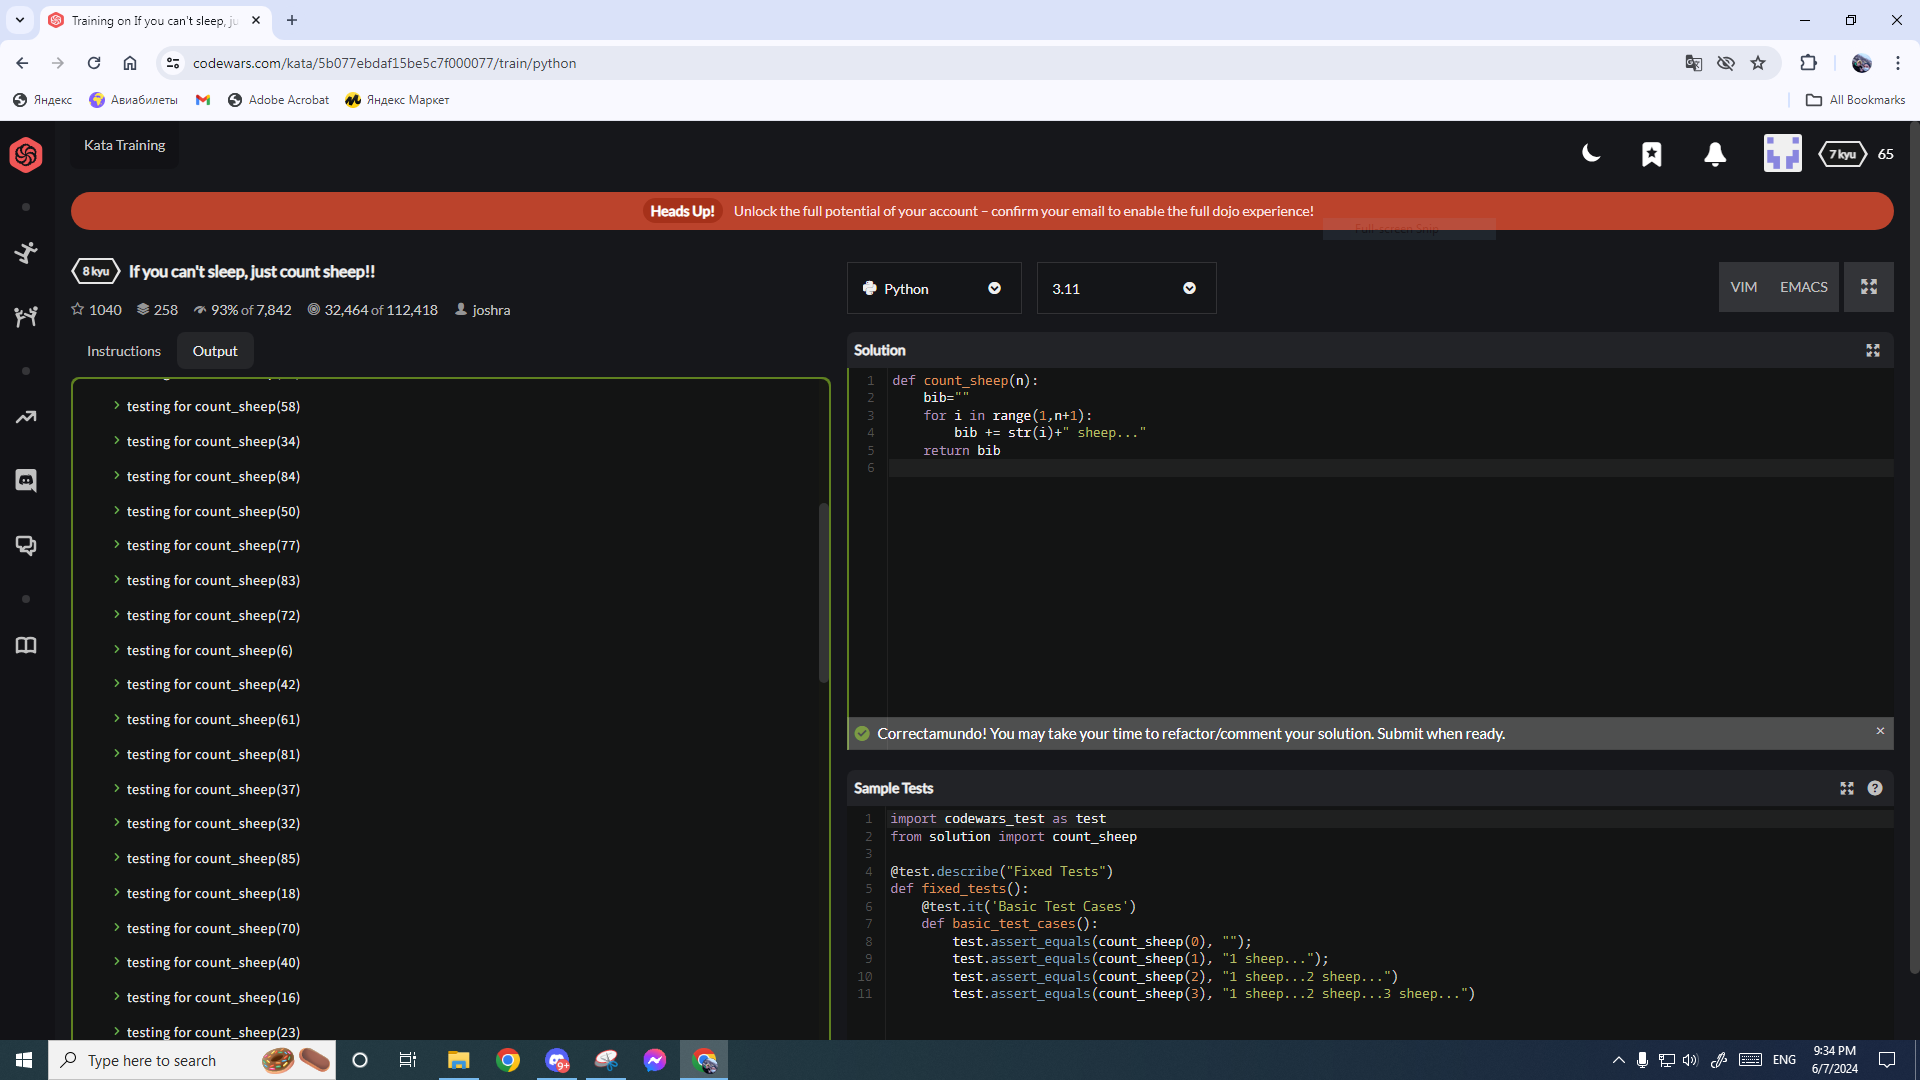 Training on If you can't sleep, ju
codewars.com/kata/5b077ebdaf15be5c7f000077/train/python
Яндекс
Авиабилеты
Adobe Acrobat
Яндекс Маркет
All Bookmarks
Kata Training
7 kyu
65
Heads Up!
Unlock the full potential of your account – confirm your email to enable the full dojo experience!
Full-screen Snip
8 kyu
If you can't sleep, just count sheep!!
1040
258
93% of 7,842
32,464 of 112,418
joshra
Python
3.11
VIM
EMACS
Instructions
Output
testing for count_sheep(58)
testing for count_sheep(34)
testing for count_sheep(84)
testing for count_sheep(50)
testing for count_sheep(77)
testing for count_sheep(83)
testing for count_sheep(72)
testing for count_sheep(6)
testing for count_sheep(42)
testing for count_sheep(61)
testing for count_sheep(81)
testing for count_sheep(37)
testing for count_sheep(32)
testing for count_sheep(85)
testing for count_sheep(18)
testing for count_sheep(70)
testing for count_sheep(40)
testing for count_sheep(16)
testing for count_sheep(23)
Solution
1 def count_sheep(n):
2     bib=""
3     for i in range(1,n+1):
4         bib += str(i)+" sheep..."
5     return bib
6
Correctamundo! You may take your time to refactor/comment your solution. Submit when ready.
Sample Tests
1 import codewars_test as test
2 from solution import count_sheep
3
4 @test.describe("Fixed Tests")
5 def fixed_tests():
6     @test.it('Basic Test Cases')
7     def basic_test_cases():
8         test.assert_equals(count_sheep(0), "");
9         test.assert_equals(count_sheep(1), "1 sheep...");
10         test.assert_equals(count_sheep(2), "1 sheep...2 sheep...")
11         test.assert_equals(count_sheep(3), "1 sheep...2 sheep...3 sheep...")
Type here to search
9+
ENG
9:34 PM
6/7/2024